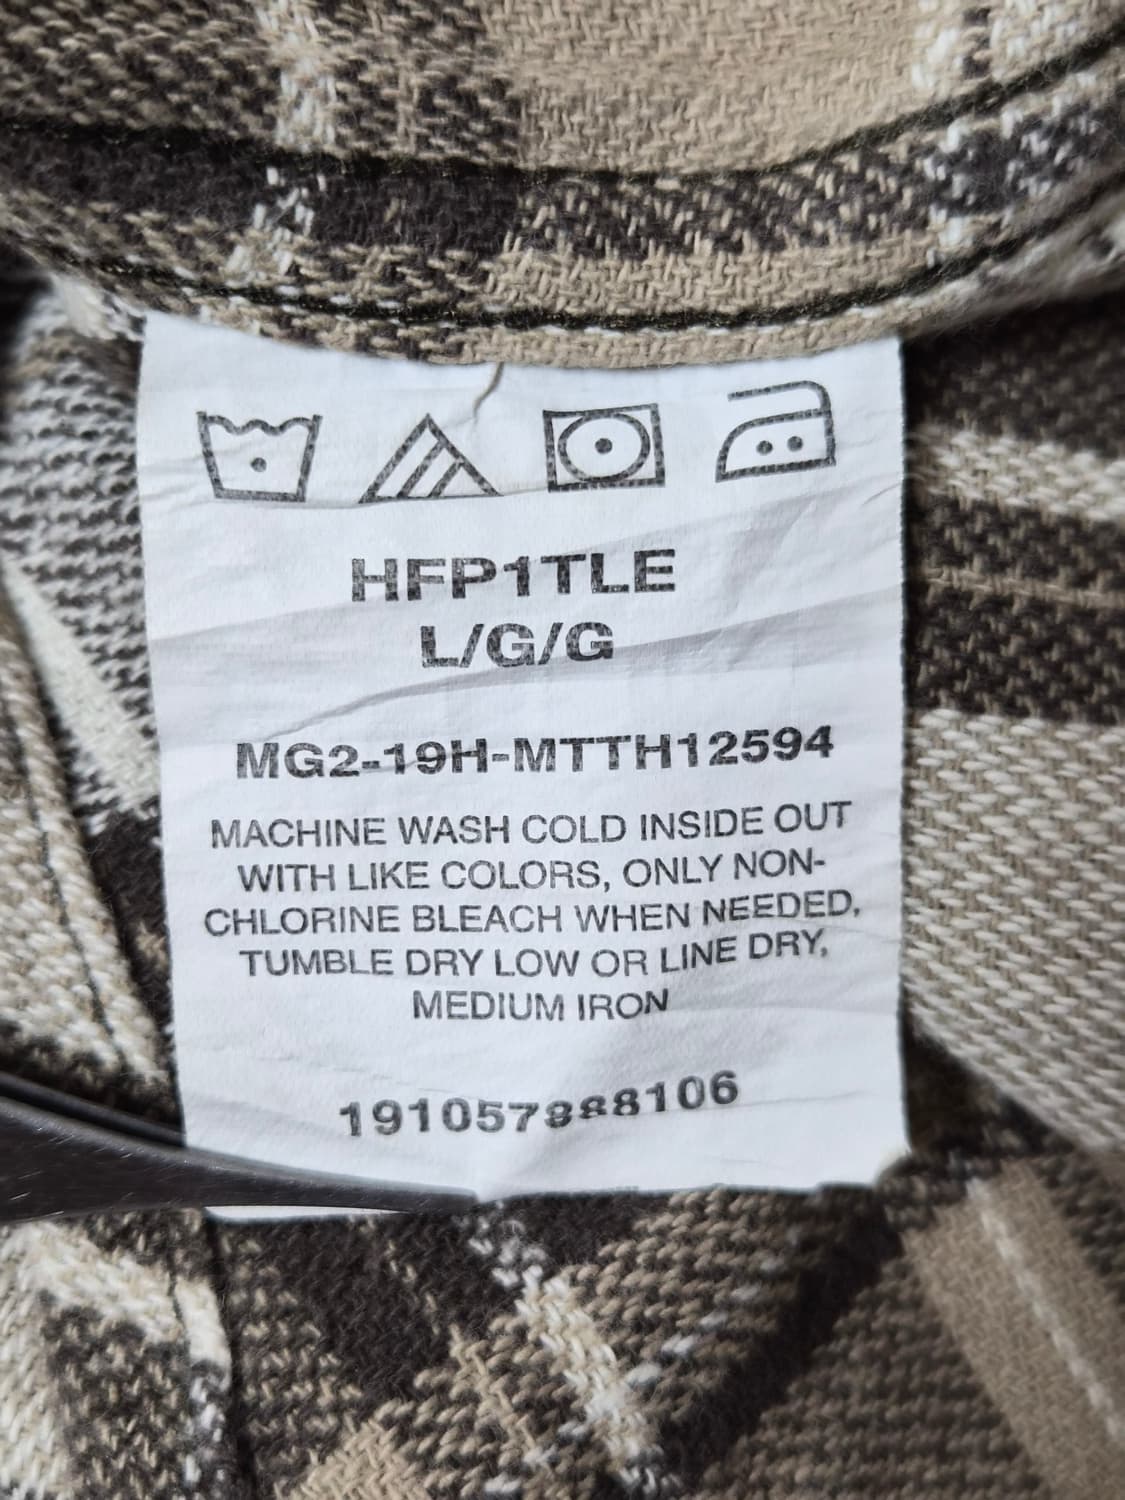 HFP1TLE
L/G/G
MG2-19H-MTTH12594
MACHINE WASH COLD INSIDE OUT
WITH LIKE COLORS, ONLY NON-
CHLORINE BLEACH WHEN NEEDED,
TUMBLE DRY LOW OR LINE DRY,
MEDIUM IRON
191057888106